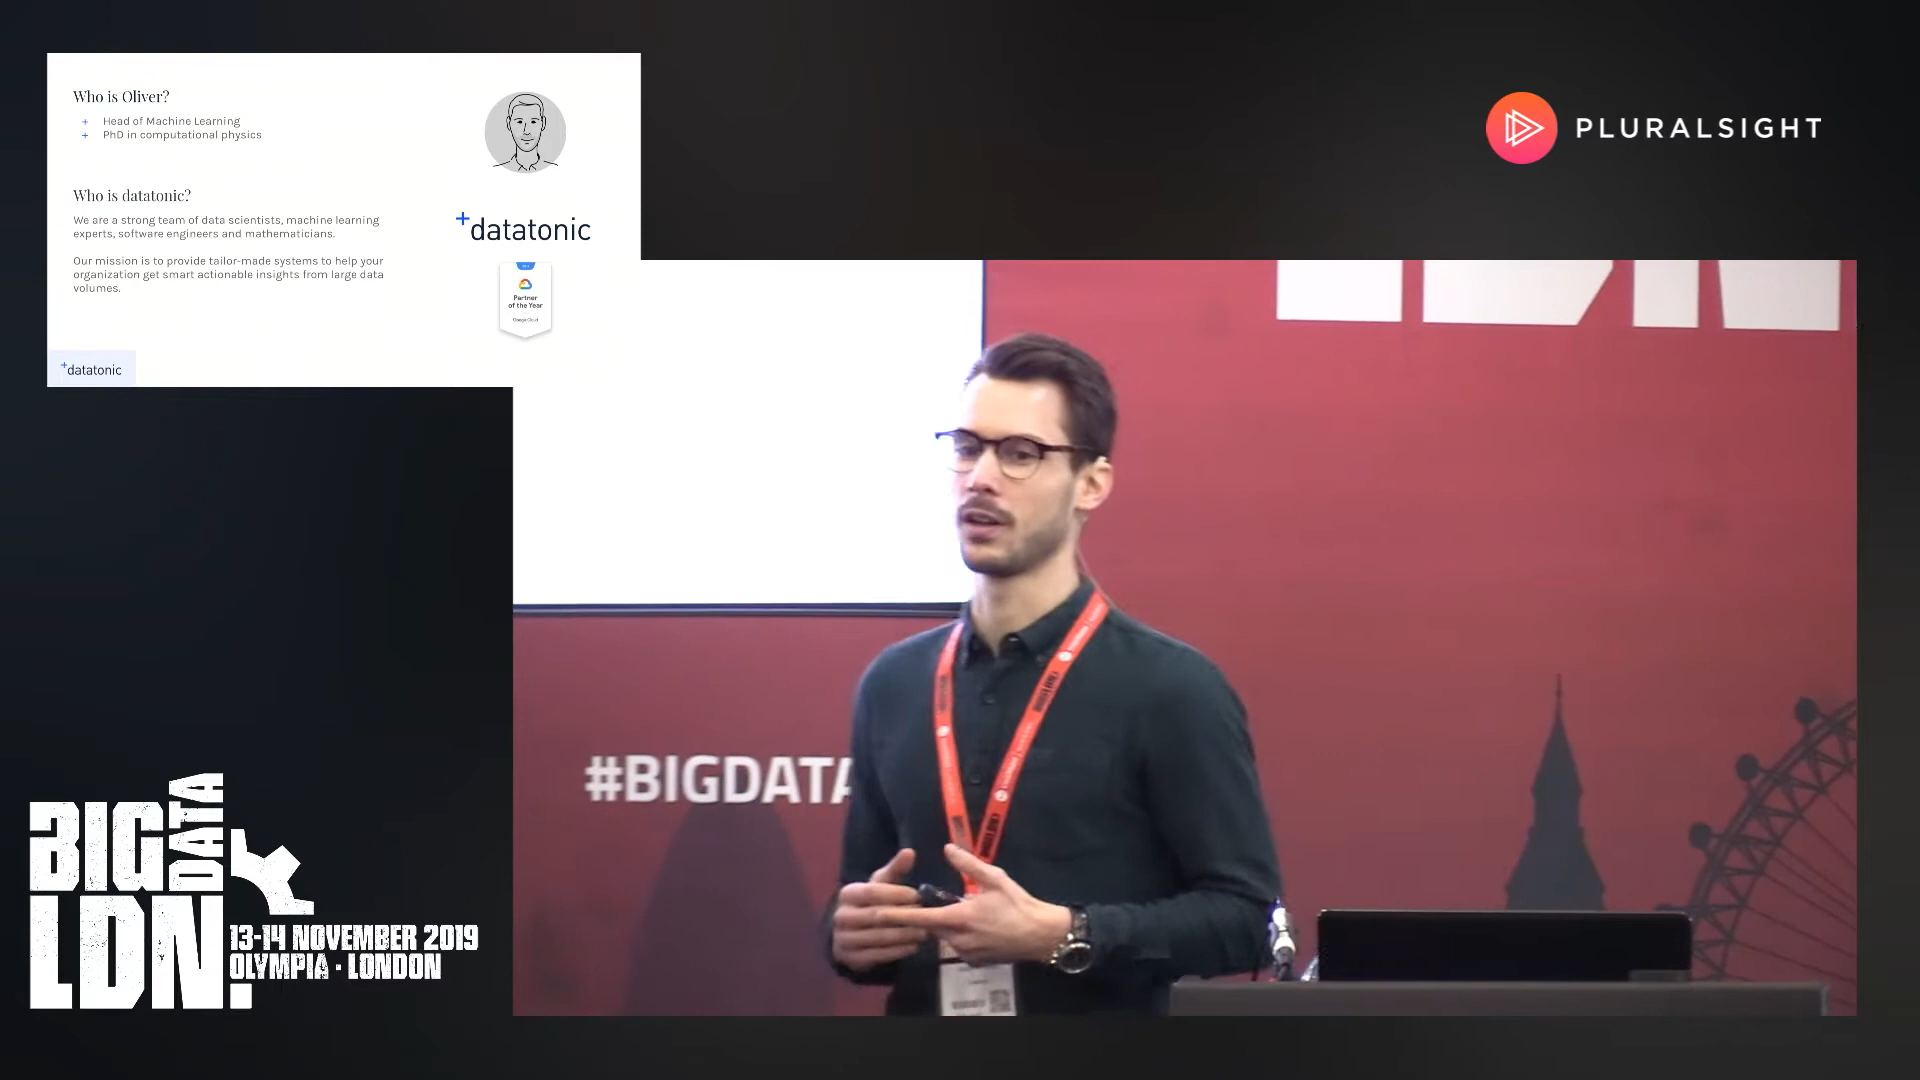 Who is Oliver?
+ Head of Machine Learning
+ PhD in computational physics
Who is datatonic?
We are a strong team of data scientists, machine learning
experts, software engineers and mathematicians.
Our mission is to provide tailor-made systems to help your
organization get smart actionable insights from large data
volumes.
+datatonic
Partner
of the Year
Google Cloud
+datatonic
PLURALSIGHT
#BIGDATA
BIG
DATA
LDN
13-14 NOVEMBER 2019
OLYMPIA · LONDON